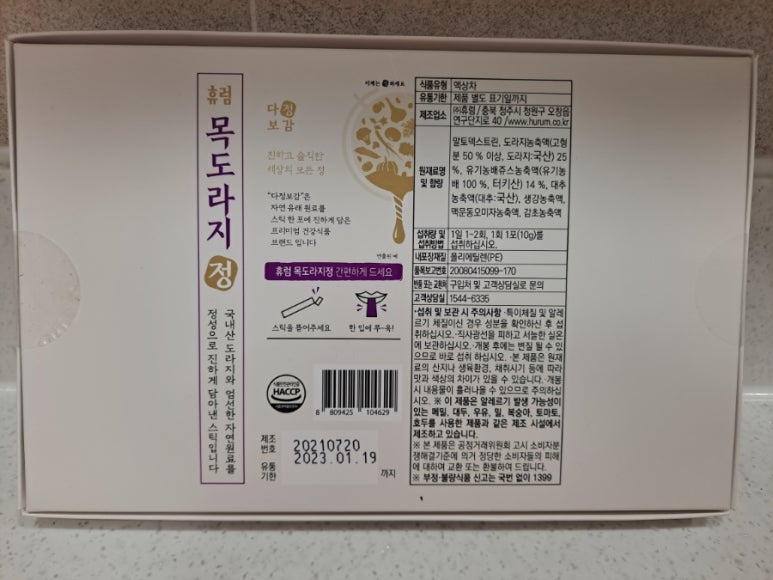 휴럼
목도라지
정
국내산 도라지와 엄선한 자연원료를
정성으로 진하게 담아낸 스틱입니다
다정
보감
진하고 솔직한
세상의 모든 정
"다정보감"은
자연 유래 원료를
스틱 한 포에 진하게 담은
프리미엄 건강식품
브랜드 입니다
휴럼 목도라지정 간편하게 드세요
스틱을 뜯어주세요
한 입에 쭈-욱!
HACCP
8 809425 104629
제조
번호
20210720
유통
기한
2023.01.19
까지
식품유형 액상차
유통기한 제품 별도 표기일까지
제조업소 ㈜휴럼 / 충북 청주시 청원구 오창읍
연구단지로 40 /www.hurum.co.kr
원재료명
및 함량
말토덱스트린, 도라지농축액(고형
분 50 % 이상, 도라지:국산) 25
%, 유기농배쥬스농축액(유기농
배 100 %, 터키산) 14 %, 대추
농축액(대추:국산), 생강농축액,
맥문동오미자농축액, 감초농축액
섭취량 및
섭취방법
1일 1~2회, 1회 1포(10g)를
섭취하십시오.
내포장재질 폴리에틸렌(PE)
품목보고번호 20080415099-170
반품 또는 교환처 구입처 및 고객상담실로 문의
고객상담실 1544-6335
·섭취 및 보관 시 주의사항 ·특이체질 및 알레
르기 체질이신 경우 성분을 확인하신 후 섭
취하십시오.·직사광선을 피하고 서늘한 실온
에 보관하십시오.·개봉 후에는 변질 될 수 있
으므로 바로 섭취 하십시오. ·본 제품은 원재
료의 산지나 생육환경, 채취시기 등에 따라
맛과 색상의 차이가 있을 수 있습니다 ·개봉
시 내용물이 흘러나올 수 있으므로 주의하십
시오. ※ 이 제품은 알레르기 발생 가능성이
있는 메밀, 대두, 우유, 밀, 복숭아, 토마토,
호두를 사용한 제품과 같은 제조 시설에서
제조하고 있습니다.
※ 본 제품은 공정거래위원회 고시 소비자분
쟁해결기준에 의거 정당한 소비자들의 피해
에 대하여 교환 또는 환불하여 드립니다.
※ 부정·불량식품 신고는 국번 없이 1399